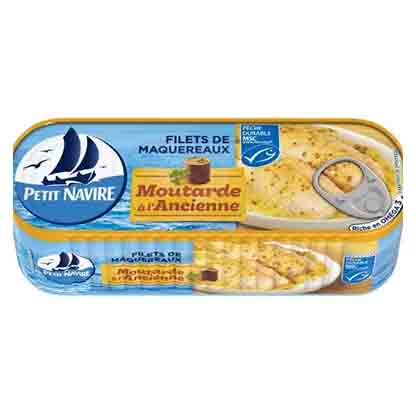 FILETS DE
MAQUEREAUX
PÊCHE
DURABLE
MSC
PETIT NAVIRE
Moutarde
à l'Ancienne
Riche en OMÉGA 3
FILETS DE
MAQUEREAUX
PETIT NAVIRE
Moutarde
à l'Ancienne